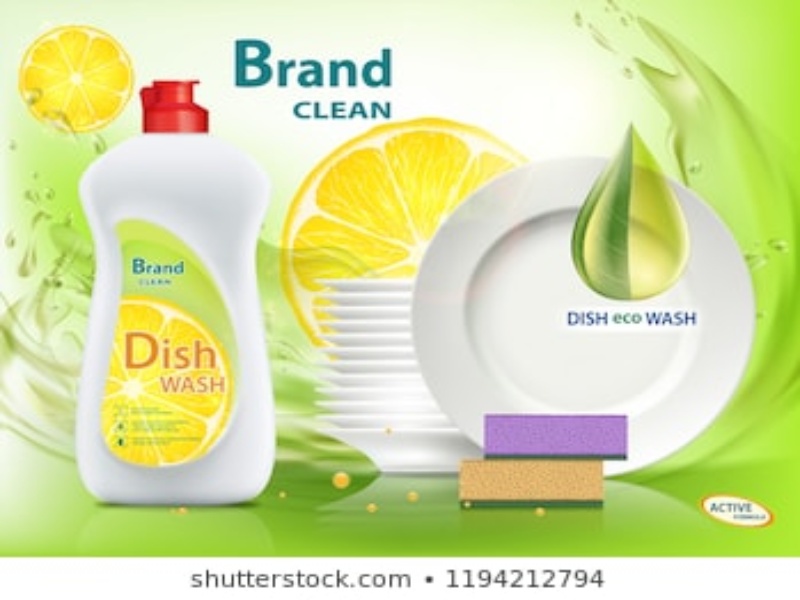 Brand
CLEAN
Brand
CLEAN
Dish
WASH
DISH eco WASH
ACTIVE
FORMULA
shutterstock.com • 1194212794